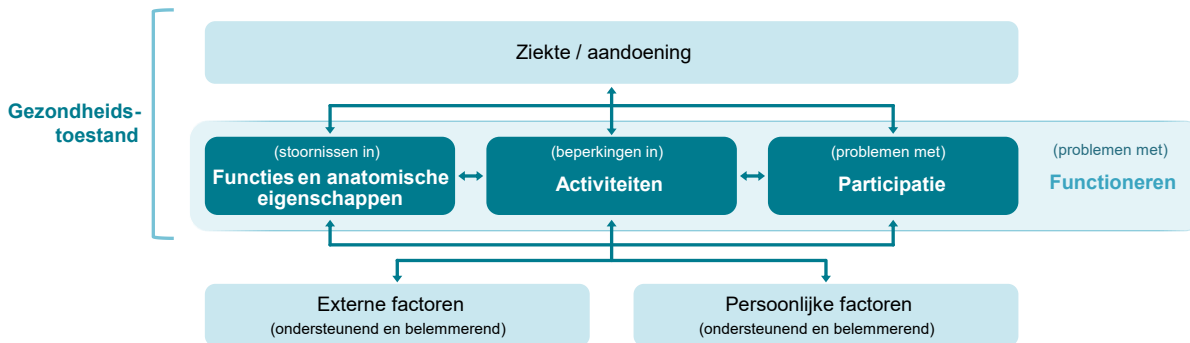 Ziekte / aandoening
Gezondheids-
toestand
(stoornissen in)
Functies en anatomische
eigenschappen
(beperkingen in)
Activiteiten
(problemen met)
Participatie
(problemen met)
Functioneren
Externe factoren
(ondersteunend en belemmerend)
Persoonlijke factoren
(ondersteunend en belemmerend)